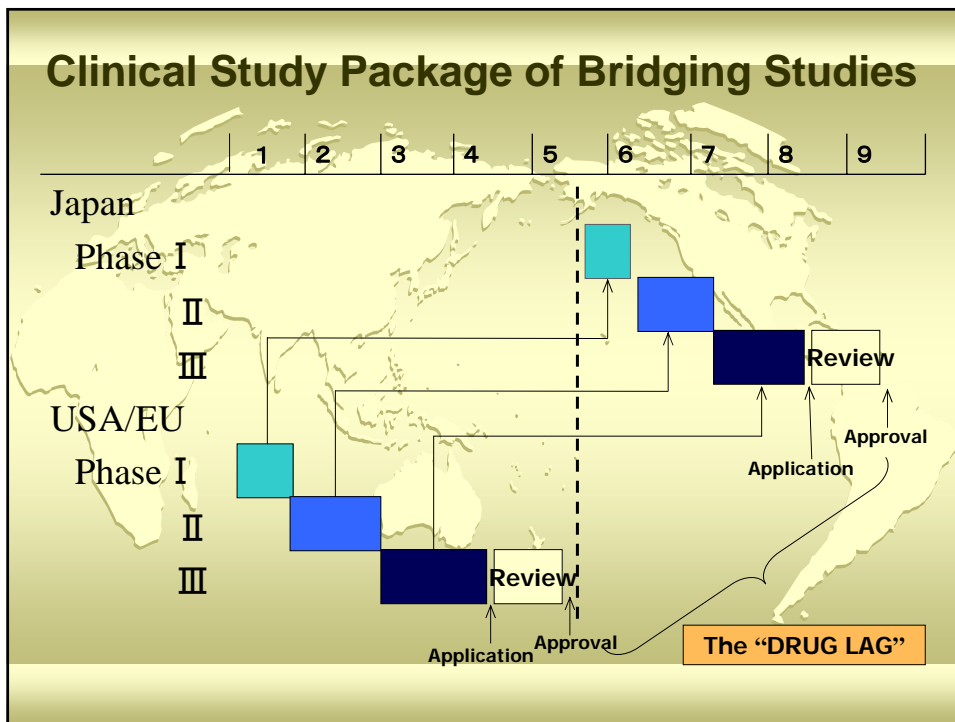 Clinical Study Package of Bridging Studies
1 2 3 4 5 6 7 8 9
Japan
Phase Ⅰ
Ⅱ
Ⅲ
Review
USA/EU
Approval
Application
Phase Ⅰ
Ⅱ
Ⅲ
Review
Approval
Application
The “DRUG LAG”